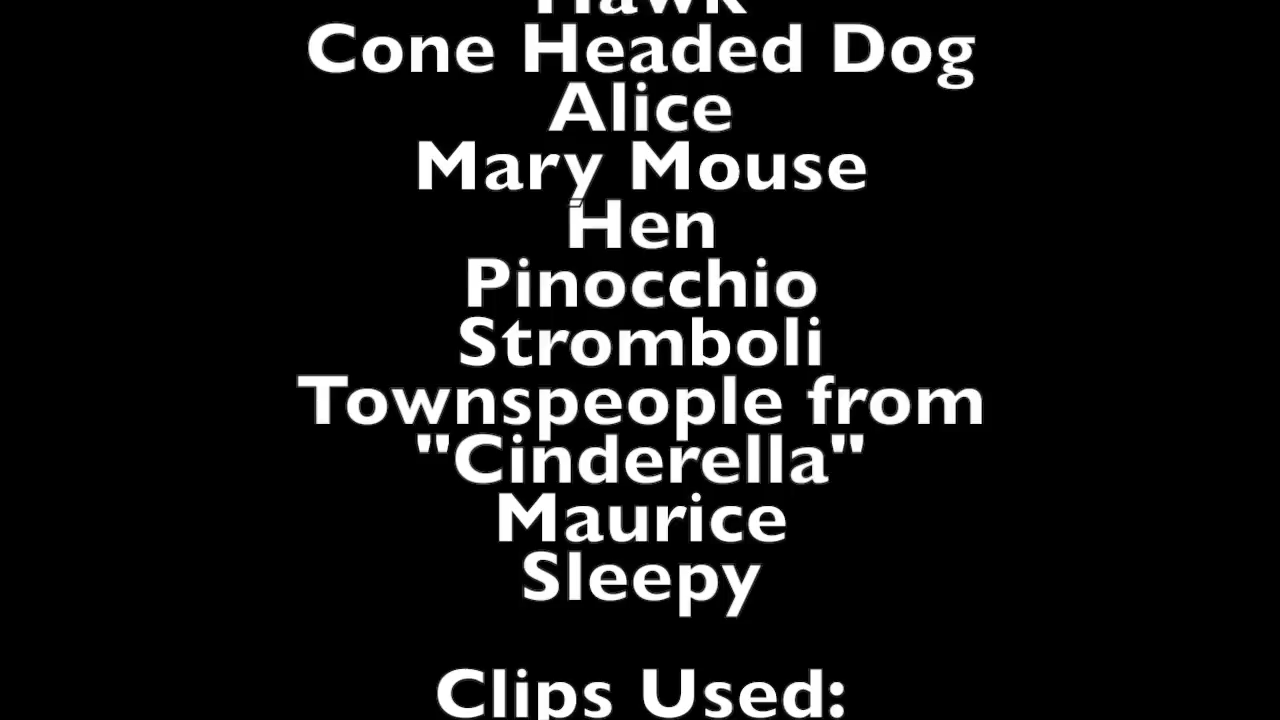 Hawk
Cone Headed Dog
Alice
Mary Mouse
Hen
Pinocchio
Stromboli
Townspeople from
"Cinderella"
Maurice
Sleepy
Clips Used: